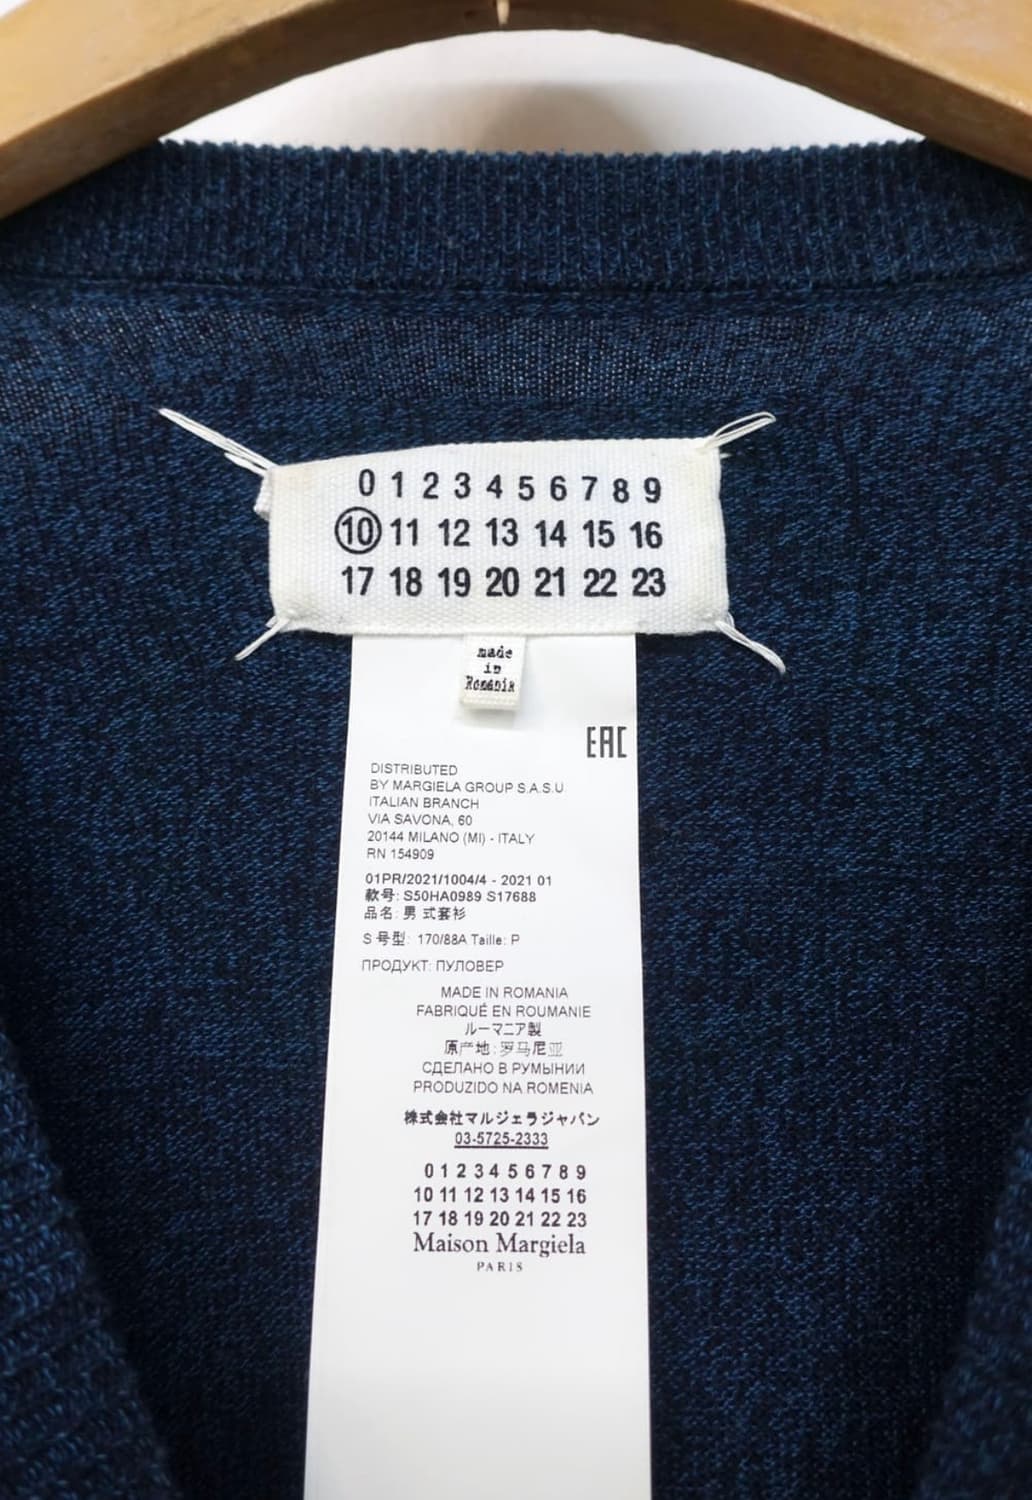 0 1 2 3 4 5 6 7 8 9
10 11 12 13 14 15 16
17 18 19 20 21 22 23
made
in
Romania
EAC
DISTRIBUTED
BY MARGIELA GROUP S.A.S.U
ITALIAN BRANCH
VIA SAVONA, 60
20144 MILANO (MI) - ITALY
RN 154909
01PR/2021/1004/4 - 2021 01
款号: S50HA0989 S17688
品名: 男 式套衫
S 号型: 170/88A Taille: P
ПРОДУКТ: ПУЛОВЕР
MADE IN ROMANIA
FABRIQUÉ EN ROUMANIE
ルーマニア製
原产地: 罗马尼亚
СДЕЛАНО В РУМЫНИИ
PRODUZIDO NA ROMENIA
株式会社マルジェラジャパン
03-5725-2333
0 1 2 3 4 5 6 7 8 9
10 11 12 13 14 15 16
17 18 19 20 21 22 23
Maison Margiela
PARIS